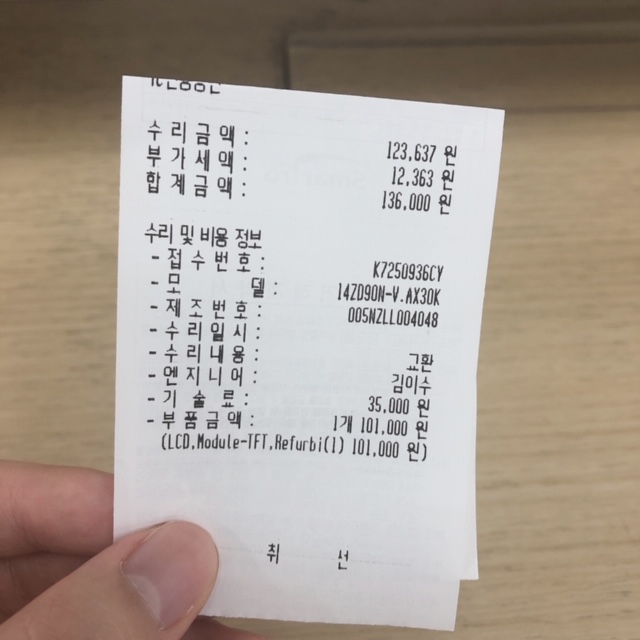 수리금액: 123,637 원
부가세액: 12,363 원
합계금액: 136,000 원
수리 및 비용 정보
- 접수번호: K7250936CY
- 모 델: 14ZD90N-V.AX30K
- 제조번호: 005NZLL004048
- 수리일시:
- 수리내용: 교환
- 엔지니어: 김미수
- 기 술 료: 35,000 원
- 부품금액: 1개 101,000 원
(LCD,Module-TFT,Refurbi(1) 101,000 원)
취 선